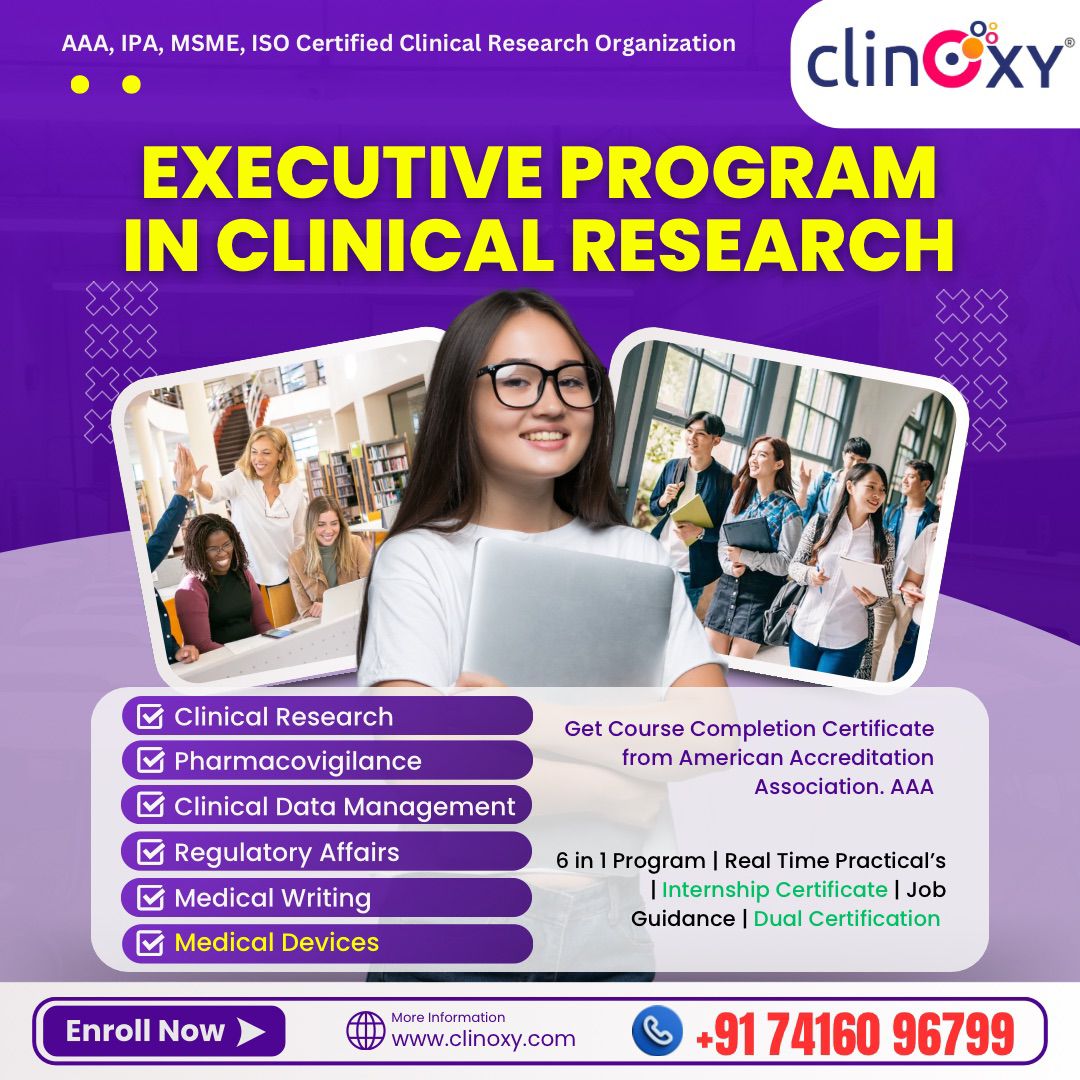 AAA, IPA, MSME, ISO Certified Clinical Research Organization
clinOxy®
EXECUTIVE PROGRAM
IN CLINICAL RESEARCH
Clinical Research
Pharmacovigilance
Clinical Data Management
Regulatory Affairs
Medical Writing
Medical Devices
Get Course Completion Certificate
from American Accreditation
Association. AAA
6 in 1 Program | Real Time Practical's
| Internship Certificate | Job
Guidance | Dual Certification
Enroll Now
More Information
www.clinoxy.com
+91 74160 96799